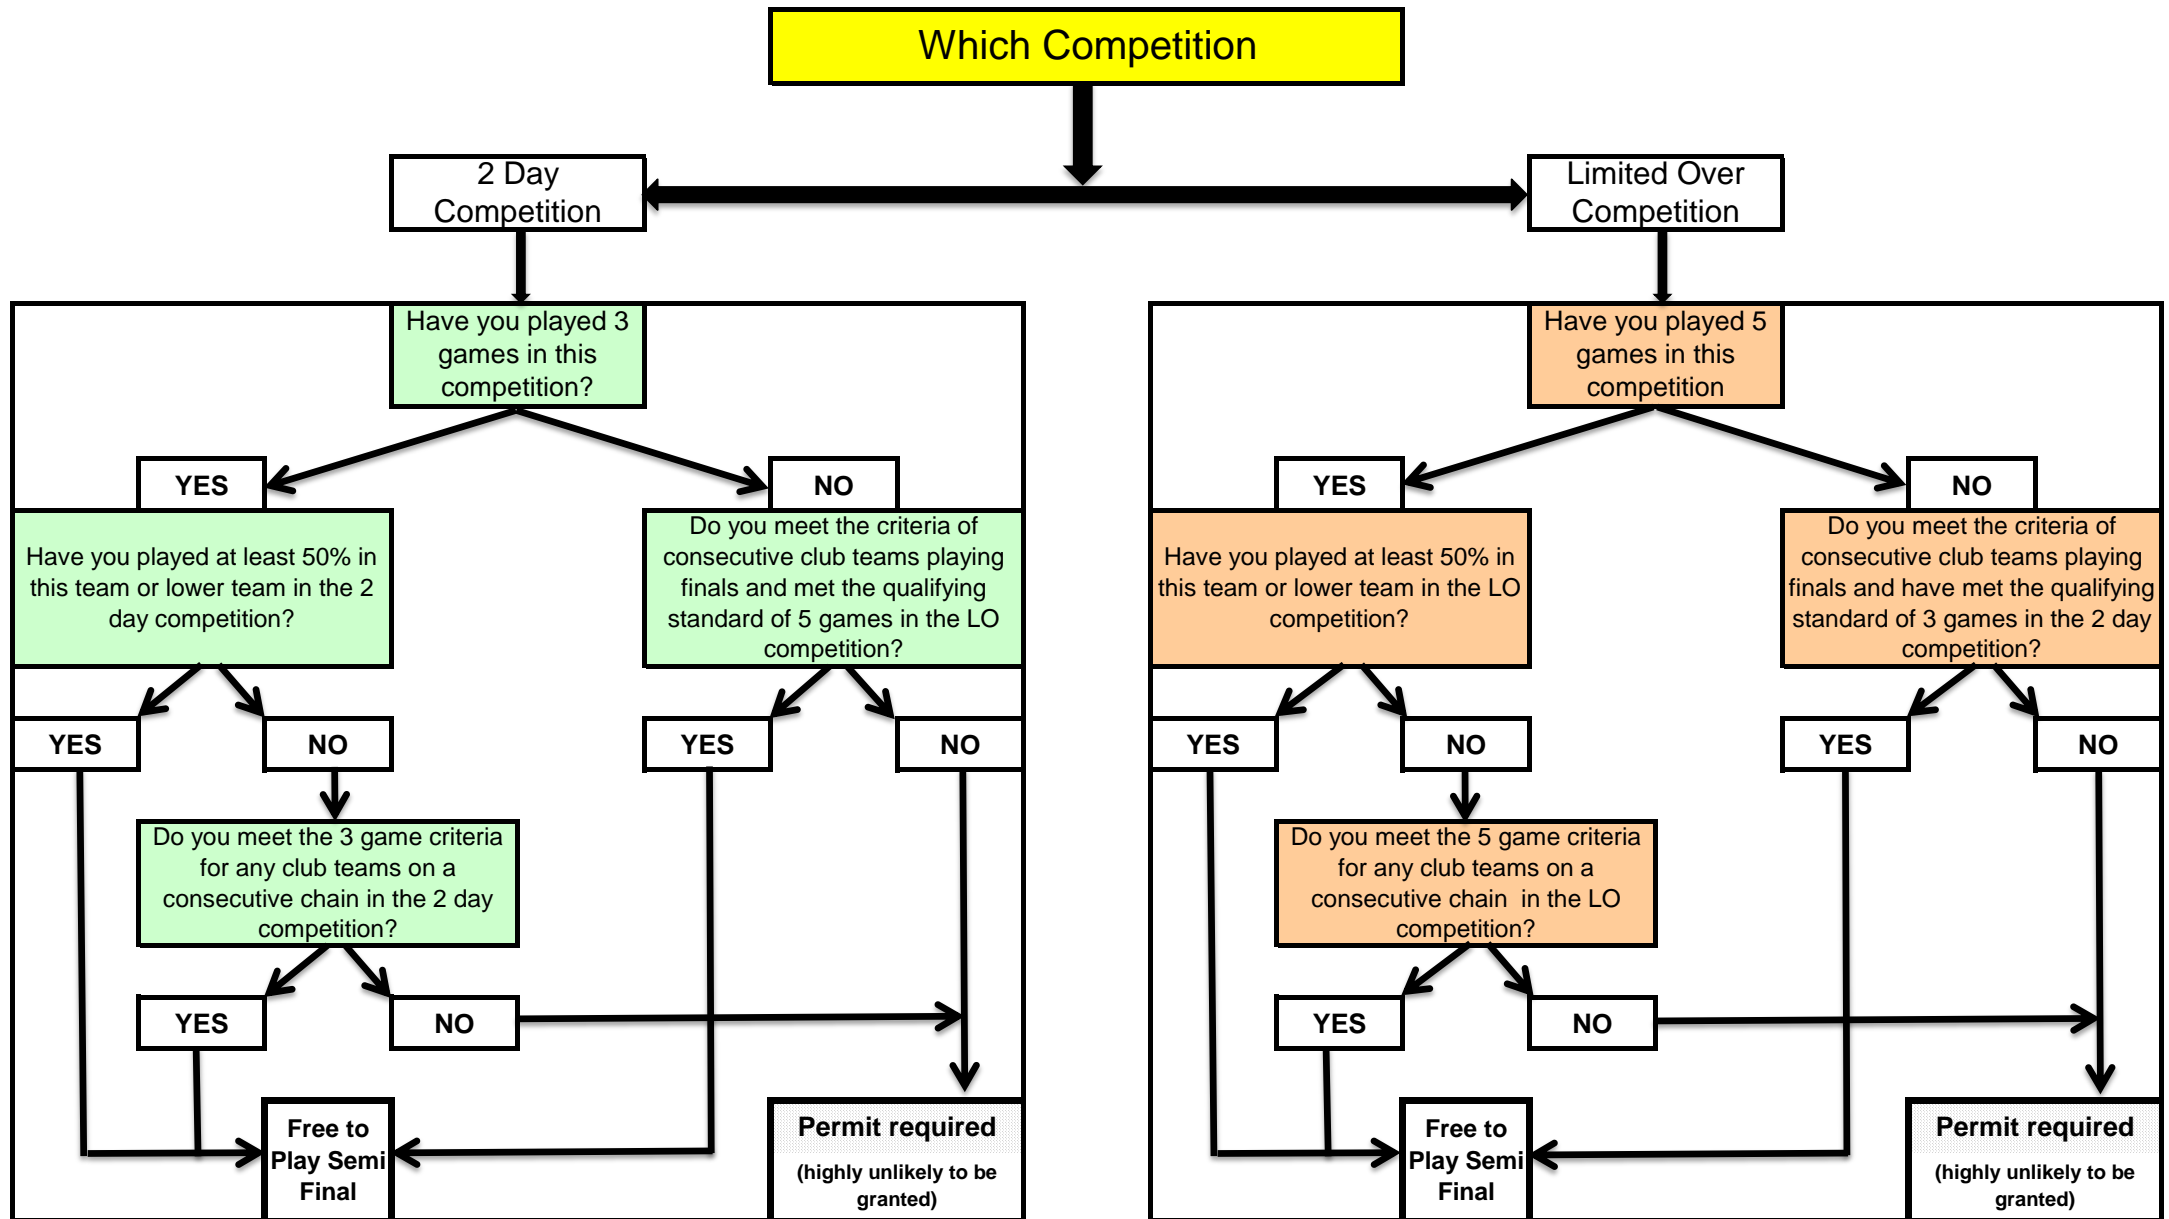 Which Competition
2 Day
Competition
Limited Over
Competition
Have you played 3
games in this
competition?
Have you played 5
games in this
competition
YES
NO
YES
NO
Have you played at least 50% in
this team or lower team in the 2
day competition?
Do you meet the criteria of
consecutive club teams playing
finals and met the qualifying
standard of 5 games in the LO
competition?
Have you played at least 50% in
this team or lower team in the LO
competition?
Do you meet the criteria of
consecutive club teams playing
finals and have met the qualifying
standard of 3 games in the 2 day
competition?
YES
NO
YES
NO
YES
NO
YES
NO
Do you meet the 3 game criteria
for any club teams on a
consecutive chain in the 2 day
competition?
Do you meet the 5 game criteria
for any club teams on a
consecutive chain  in the LO
competition?
YES
NO
YES
NO
Free to
Play Semi
Final
Permit required
(highly unlikely to be
granted)
Free to
Play Semi
Final
Permit required
(highly unlikely to be
granted)